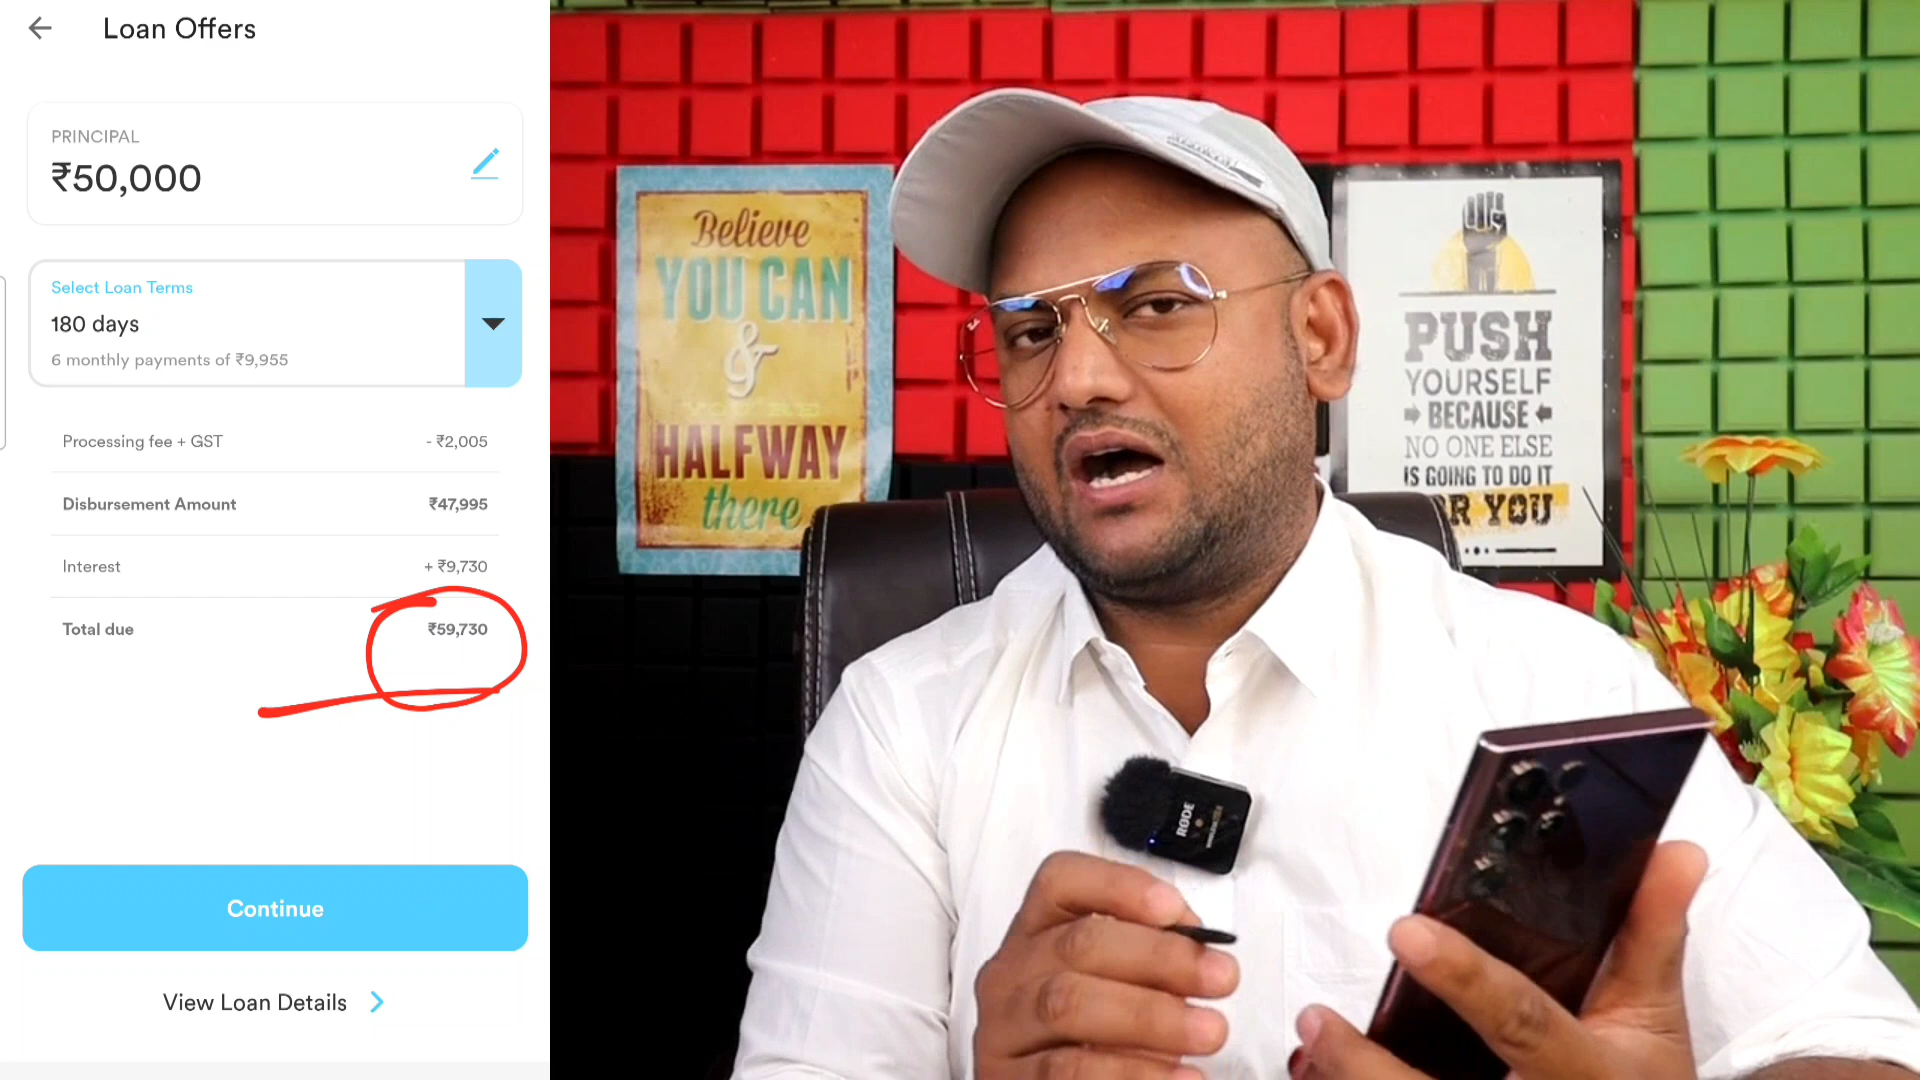 Loan Offers
PRINCIPAL
₹50,000
Select Loan Terms
180 days
6 monthly payments of ₹9,955
Processing fee + GST - ₹2,005
Disbursement Amount ₹47,995
Interest + ₹9,730
Total due ₹59,730
Continue
View Loan Details
Believe
YOU CAN
&
HALFWAY
there
PUSH
YOURSELF
BECAUSE
NO ONE ELSE
IS GOING TO DO IT
YOU
RØDE